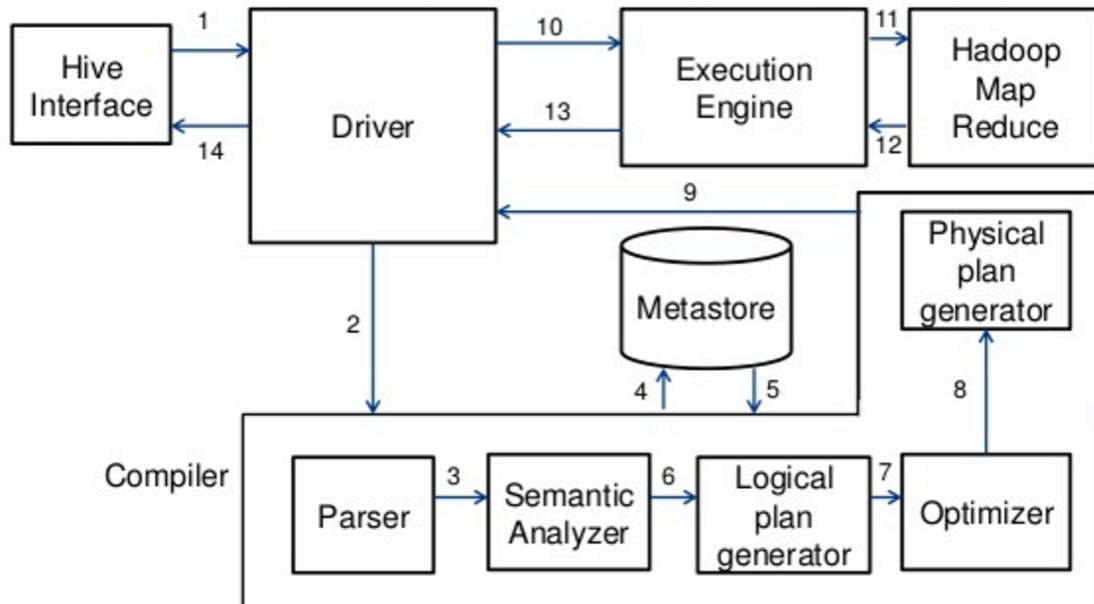 1
10
11
Hive
Interface
Driver
Execution
Engine
Hadoop
Map
Reduce
14
13
12
9
2
Metastore
Physical
plan
generator
4
5
8
Compiler
Parser
3
Semantic
Analyzer
6
Logical
plan
generator
7
Optimizer